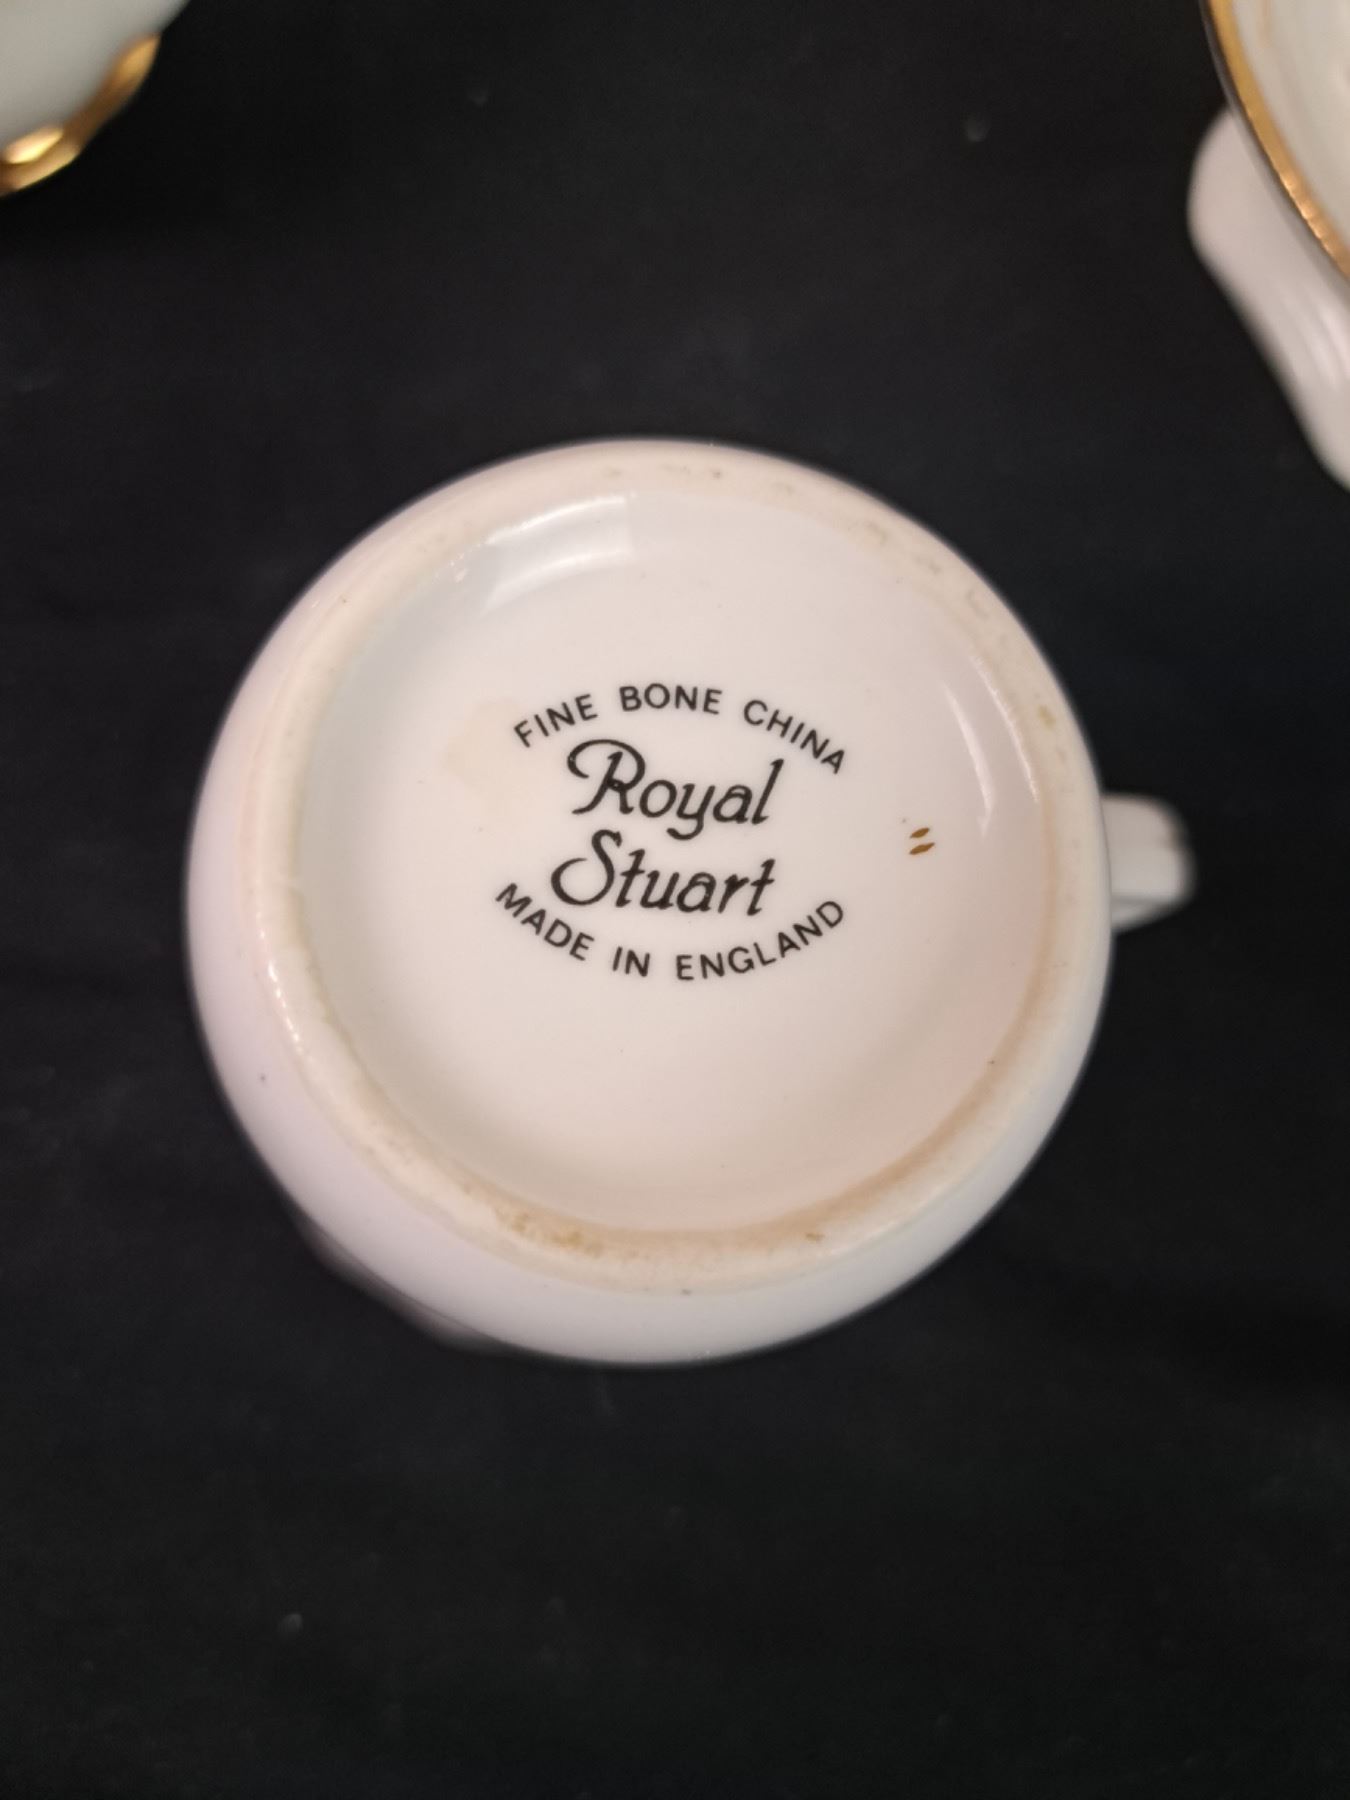 FINE BONE CHINA
Royal
Stuart
MADE IN ENGLAND